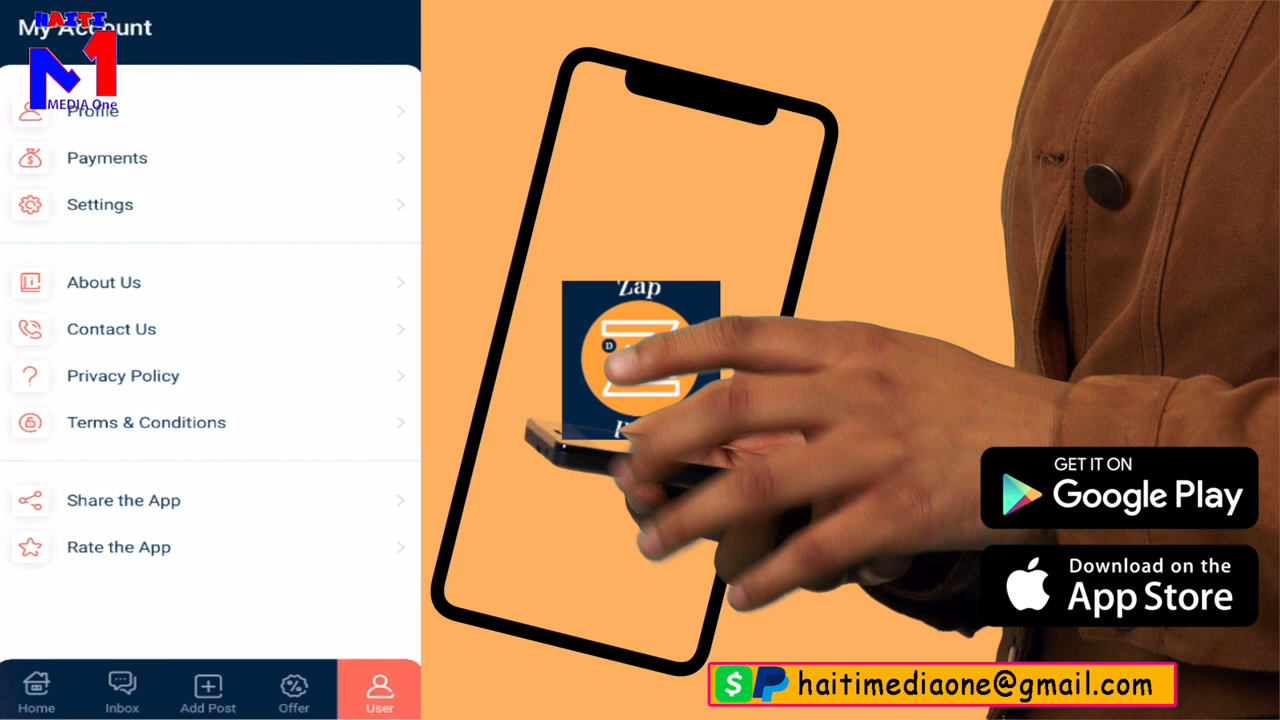 My Account
HAITI
M1
MEDIA One
Profile
Payments
Settings
About Us
Contact Us
Privacy Policy
Terms & Conditions
Share the App
Rate the App
Home
Inbox
Add Post
Offer
User
Zap
D
GET IT ON
Google Play
Download on the
App Store
$ haitimediaone@gmail.com